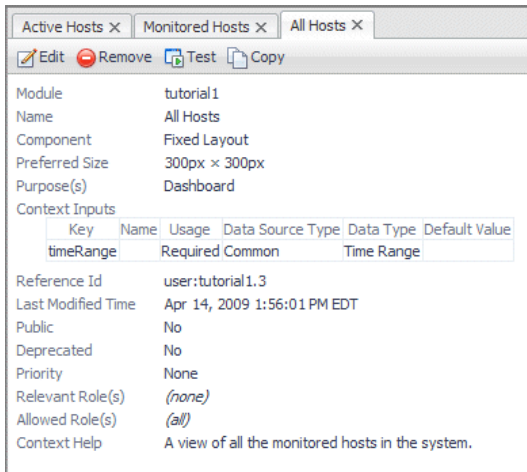 Active Hosts X Monitored Hosts X All Hosts X
Edit Remove Test Copy
Module tutorial1
Name All Hosts
Component Fixed Layout
Preferred Size 300px × 300px
Purpose(s) Dashboard
Context Inputs
Key Name Usage Data Source Type Data Type Default Value
timeRange Required Common Time Range
Reference Id user:tutorial1.3
Last Modified Time Apr 14, 2009 1:56:01 PM EDT
Public No
Deprecated No
Priority None
Relevant Role(s) (none)
Allowed Role(s) (all)
Context Help A view of all the monitored hosts in the system.